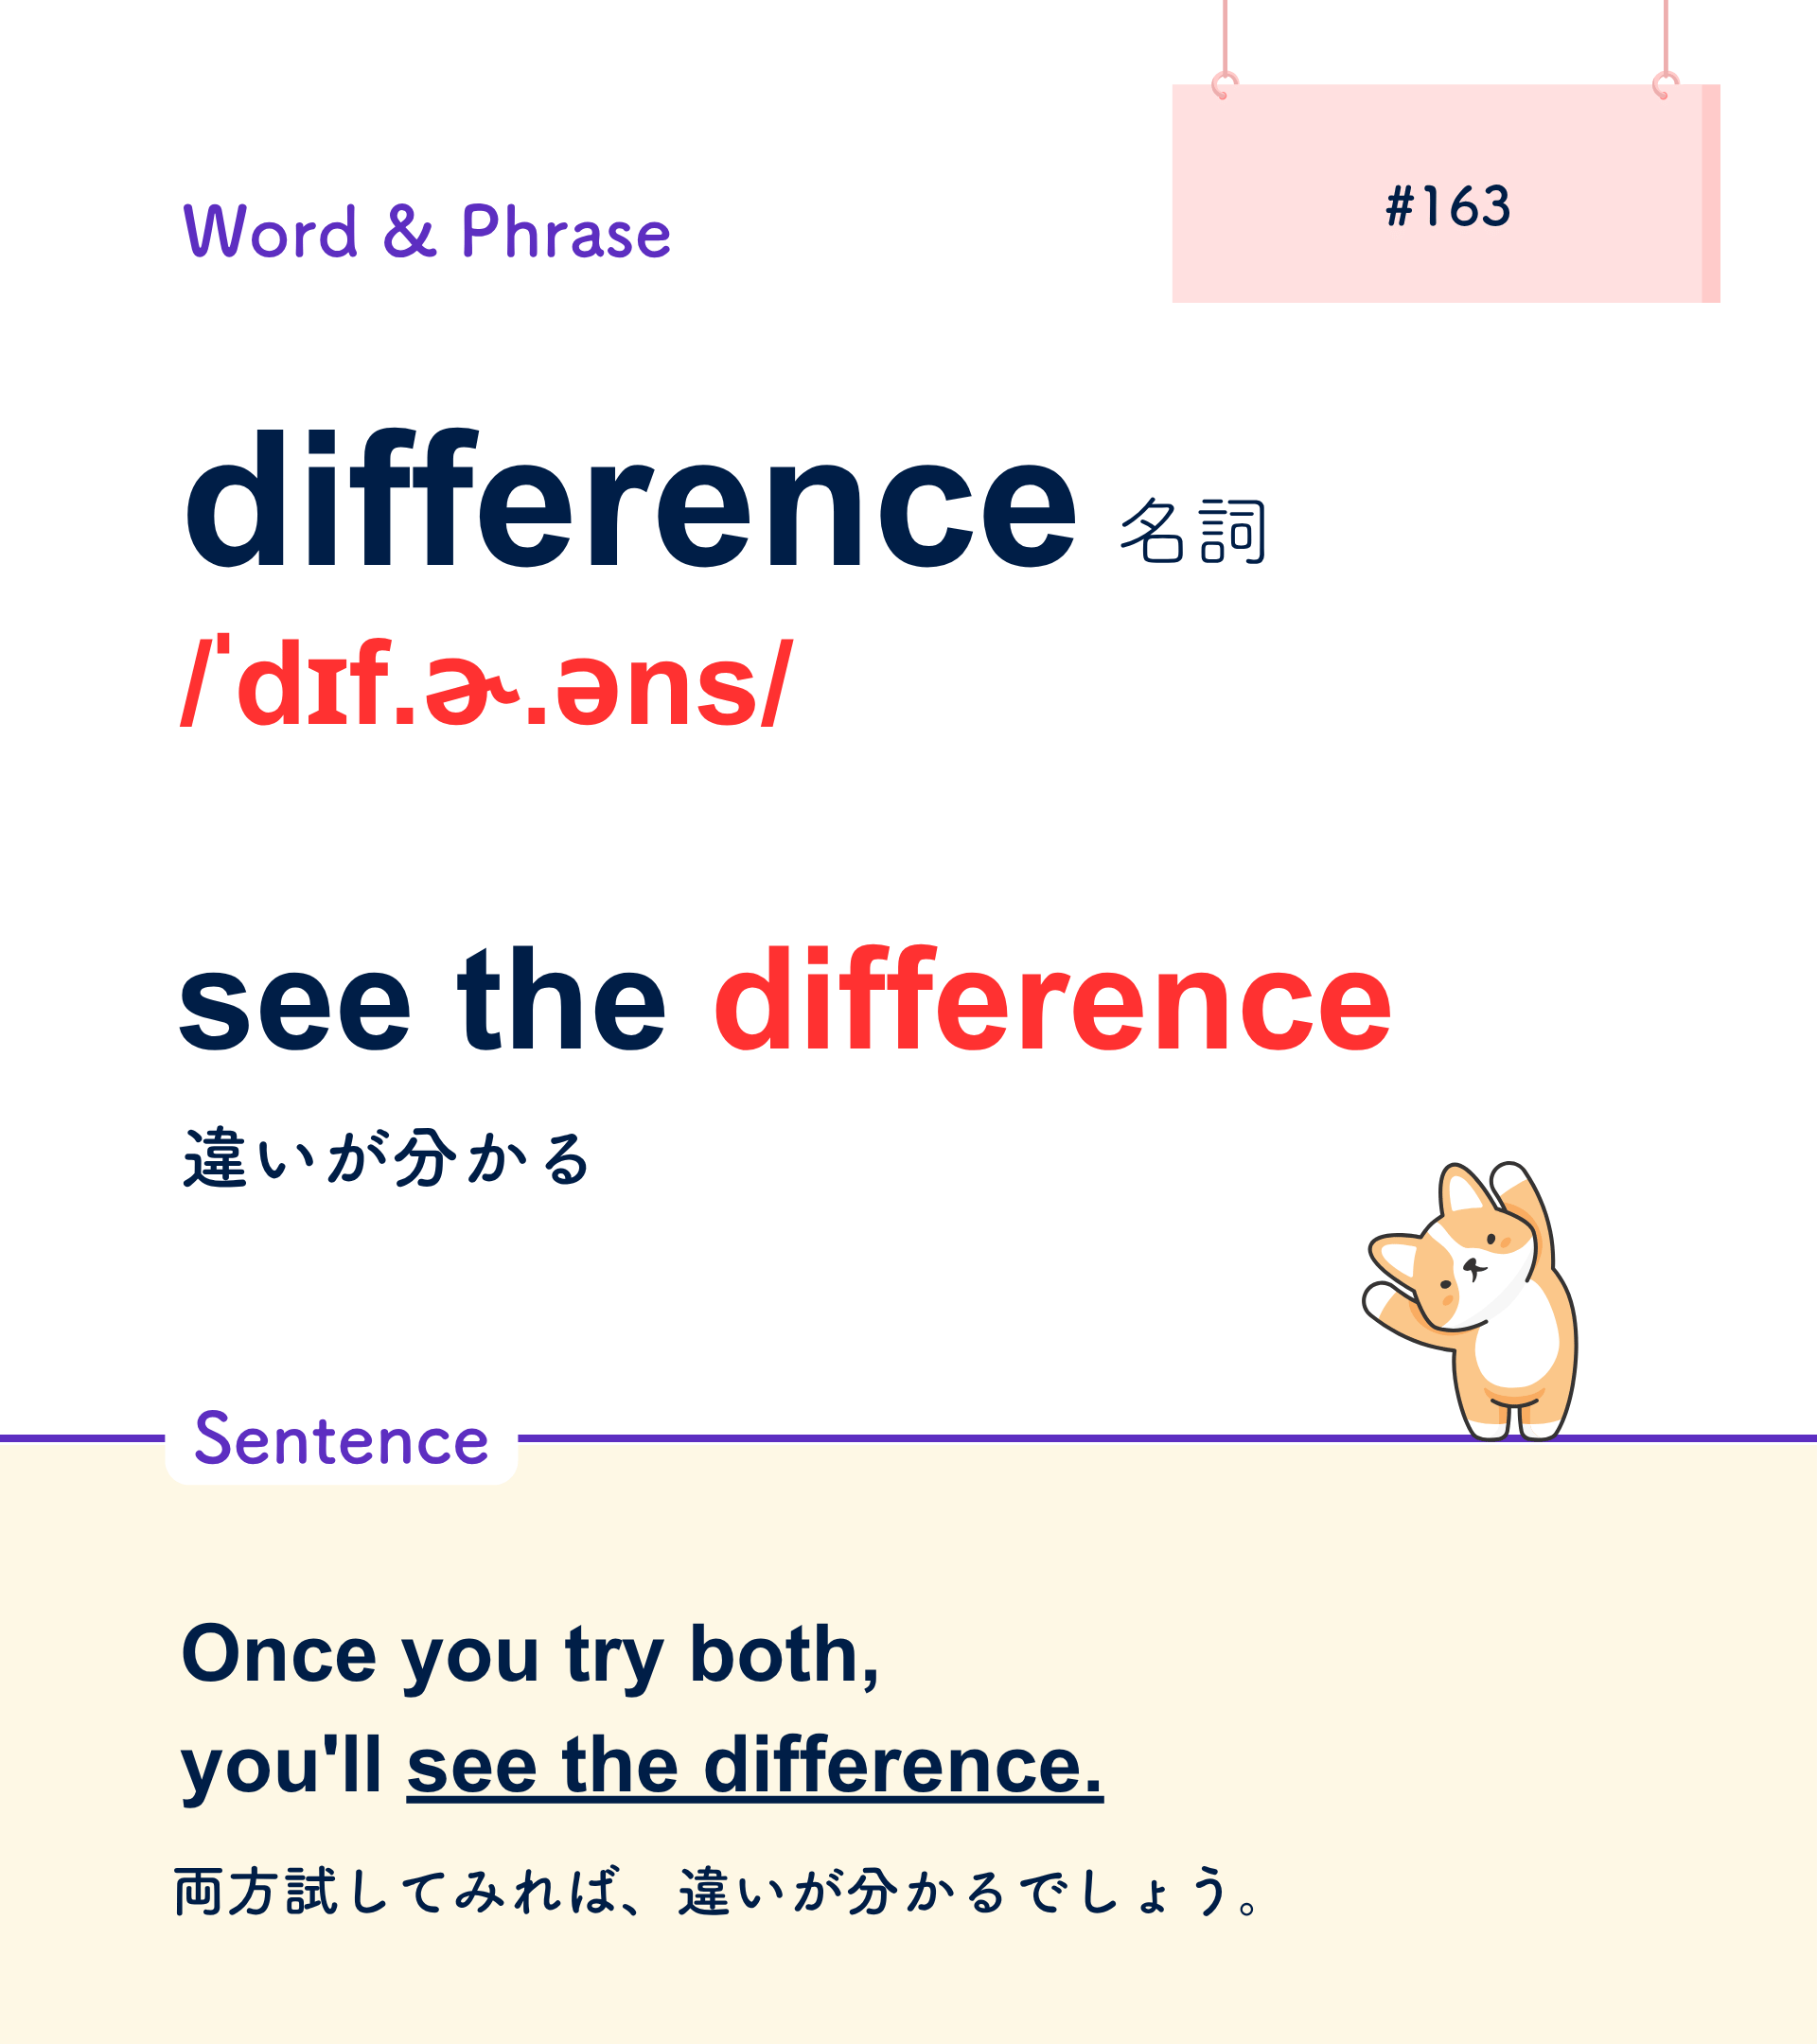 #163
Word & Phrase
difference 名詞
/ˈdɪf.ɚ.əns/
see the difference
違いが分かる
Sentence
Once you try both,
you'll see the difference.
両方試してみれば、違いが分かるでしょう。